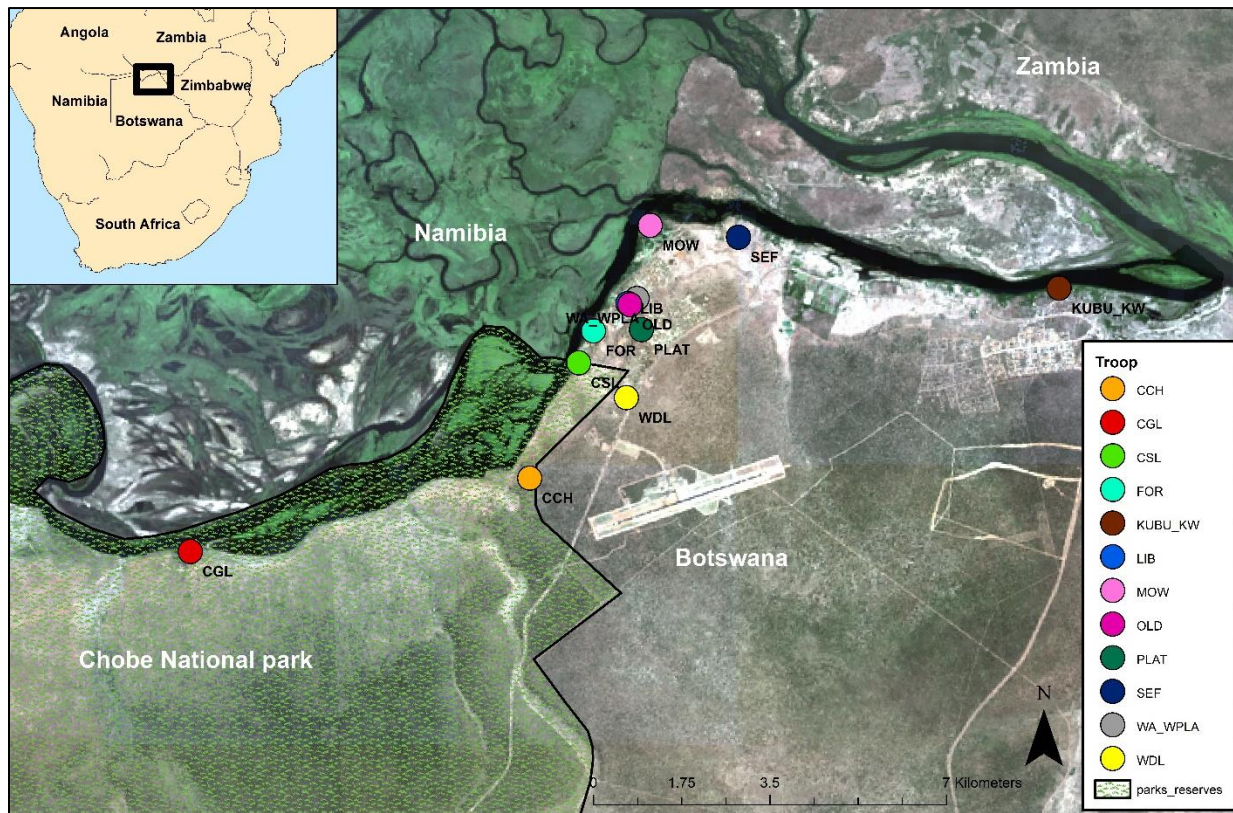 Angola
Zambia
Zimbabwe
Namibia
Botswana
South Africa
Zambia
Namibia
MOW
SEF
KUBU_KW
LIB
WA_WPLA
OLD
FOR
PLAT
CSL
WDL
CCH
CGL
Botswana
Chobe National park
N
0 1.75 3.5 7 Kilometers
Troop
CCH
CGL
CSL
FOR
KUBU_KW
LIB
MOW
OLD
PLAT
SEF
WA_WPLA
WDL
parks_reserves